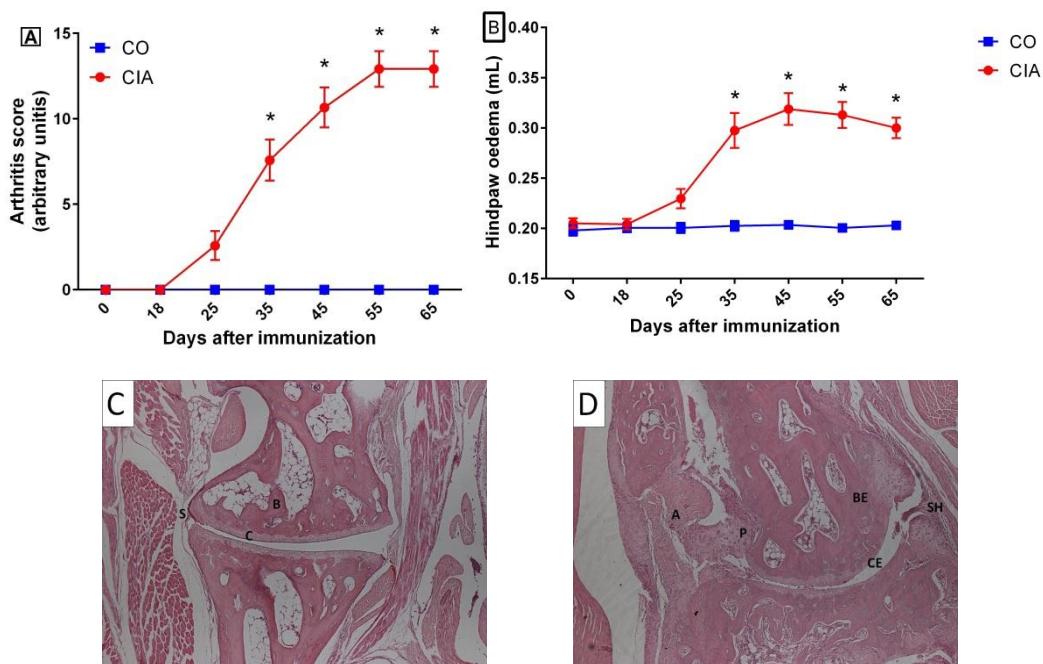 A
CO
CIA
15
10
5
0
Arthritis score
(arbitrary unitis)
* * * * *
0 18 25 35 45 55 65
Days after immunization
B
CO
CIA
0.40
0.35
0.30
0.25
0.20
0.15
Hindpaw oedema (mL)
* * * *
0 18 25 35 45 55 65
Days after immunization
C
S
B
C
D
A
P
BE
SH
CE